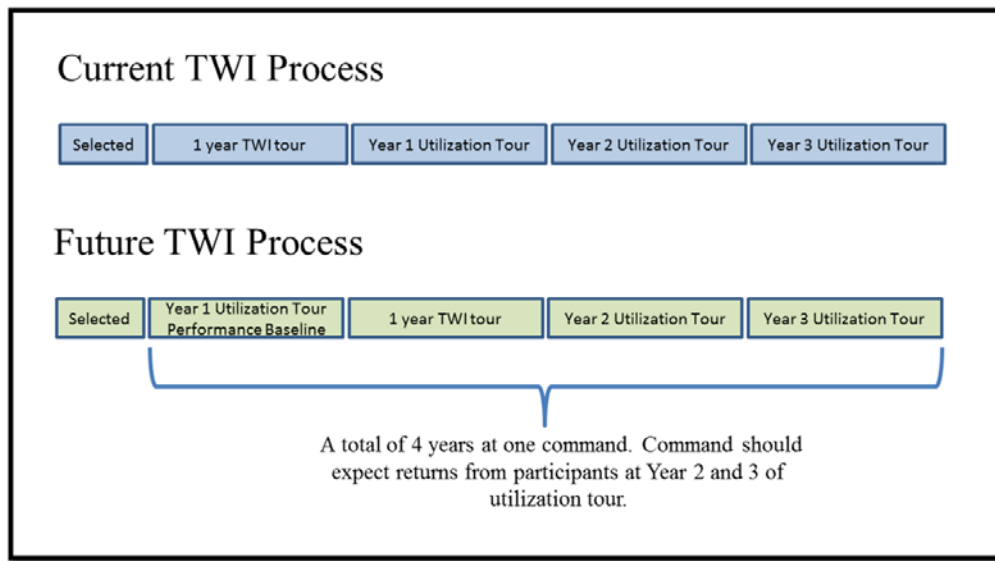 Current TWI Process
Selected
1 year TWI tour
Year 1 Utilization Tour
Year 2 Utilization Tour
Year 3 Utilization Tour
Future TWI Process
Selected
Year 1 Utilization Tour
Performance Baseline
1 year TWI tour
Year 2 Utilization Tour
Year 3 Utilization Tour
A total of 4 years at one command. Command should
expect returns from participants at Year 2 and 3 of
utilization tour.